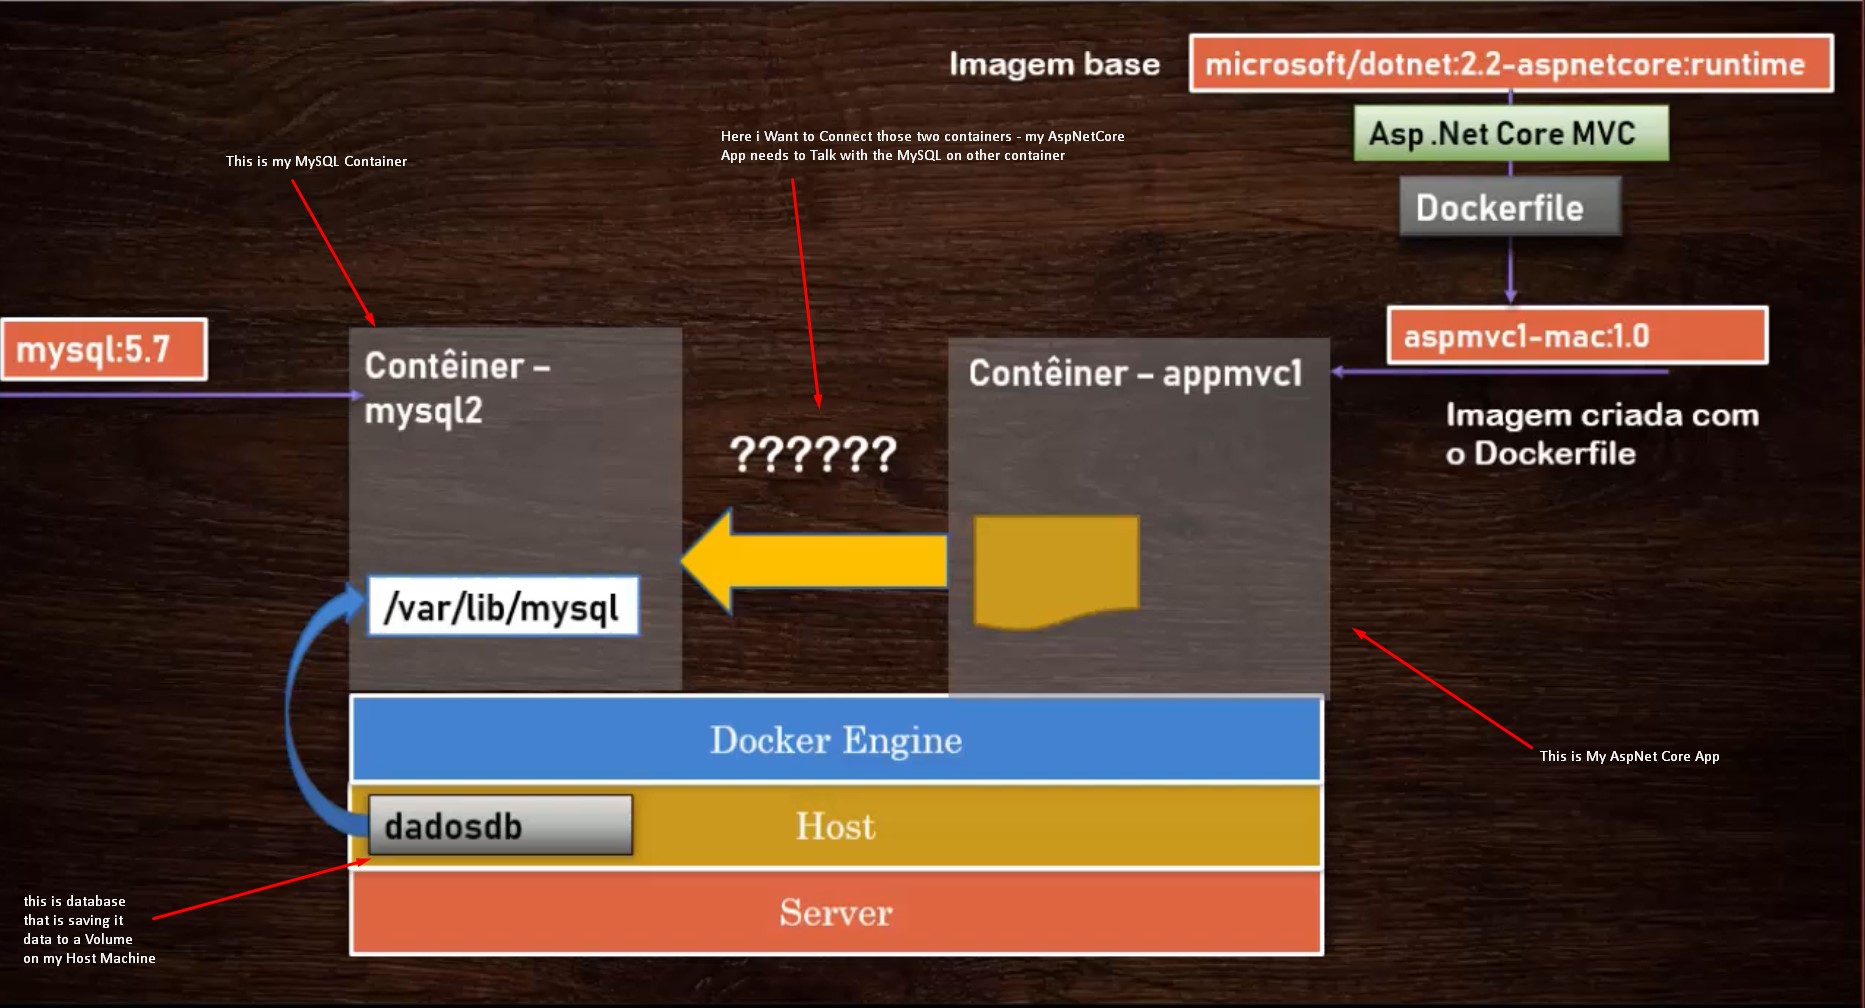 Imagem base
microsoft/dotnet:2.2-aspnetcore:runtime
Asp .Net Core MVC
Dockerfile
Here i Want to Connect those two containers - my AspNetCore
App needs to Talk with the MySQL on other container
This is my MySQL Container
mysql:5.7
Contêiner –
mysql2
??????
Contêiner – appmvc1
aspmvc1-mac:1.0
Imagem criada com
o Dockerfile
/var/lib/mysql
Docker Engine
This is My AspNet Core App
dadosdb
Host
this is database
that is saving it
data to a Volume
on my Host Machine
Server